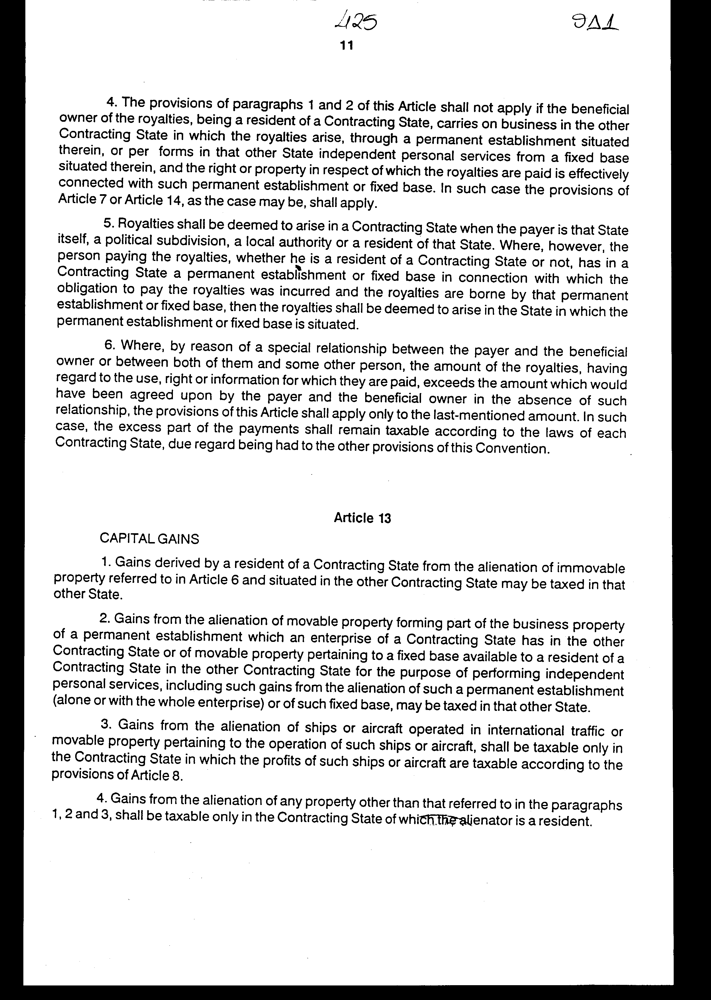 425
11
4. The provisions of paragraphs 1 and 2 of this Article shall not apply if the beneficial
owner of the royalties, being a resident of a Contracting State, carries on business in the other
Contracting State in which the royalties arise, through a permanent establishment situated
therein, or per forms in that other State independent personal services from a fixed base
situated therein, and the right or property in respect of which the royalties are paid is effectively
connected with such permanent establishment or fixed base. In such case the provisions of
Article 7 or Article 14, as the case may be, shall apply.
5. Royalties shall be deemed to arise in a Contracting State when the payer is that State
itself, a political subdivision, a local authority or a resident of that State. Where, however, the
person paying the royalties, whether he is a resident of a Contracting State or not, has in a
Contracting State a permanent establishment or fixed base in connection with which the
obligation to pay the royalties was incurred and the royalties are borne by that permanent
establishment or fixed base, then the royalties shall be deemed to arise in the State in which the
permanent establishment or fixed base is situated.
6. Where, by reason of a special relationship between the payer and the beneficial
owner or between both of them and some other person, the amount of the royalties, having
regard to the use, right or information for which they are paid, exceeds the amount which would
have been agreed upon by the payer and the beneficial owner in the absence of such
relationship, the provisions of this Article shall apply only to the last-mentioned amount. In such
case, the excess part of the payments shall remain taxable according to the laws of each
Contracting State, due regard being had to the other provisions of this Convention.
Article 13
CAPITAL GAINS
1. Gains derived by a resident of a Contracting State from the alienation of immovable
property referred to in Article 6 and situated in the other Contracting State may be taxed in that
other State.
2. Gains from the alienation of movable property forming part of the business property
of a permanent establishment which an enterprise of a Contracting State has in the other
Contracting State or of movable property pertaining to a fixed base available to a resident of a
Contracting State in the other Contracting State for the purpose of performing independent
personal services, including such gains from the alienation of such a permanent establishment
(alone or with the whole enterprise) or of such fixed base, may be taxed in that other State.
3. Gains from the alienation of ships or aircraft operated in international traffic or
movable property pertaining to the operation of such ships or aircraft, shall be taxable only in
the Contracting State in which the profits of such ships or aircraft are taxable according to the
provisions of Article 8.
4. Gains from the alienation of any property other than that referred to in the paragraphs
1, 2 and 3, shall be taxable only in the Contracting State of which the alienator is a resident.